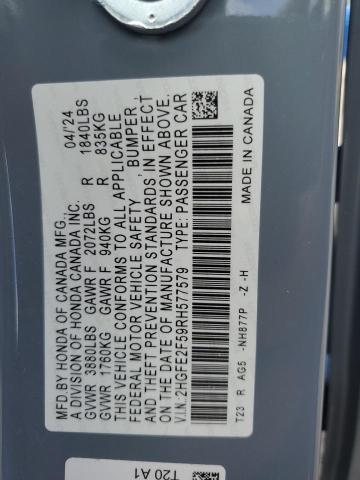 MFD.BY HONDA OF CANADA MFG., 04/'24
A DIVISION OF HONDA CANADA INC.
GVWR 3880LBS GAWR F 2072LBS R 1840LBS
GVWR 1760KG GAWR F 940KG R 835KG
THIS VEHICLE CONFORMS TO ALL APPLICABLE
FEDERAL MOTOR VEHICLE SAFETY, BUMPER,
AND THEFT PREVENTION STANDARDS IN EFFECT
ON THE DATE OF MANUFACTURE SHOWN ABOVE.
V.I.N:2HGFE2F59RH577579 TYPE:PASSENGER CAR
T23 R AG5 -NH877P -Z -H MADE IN CANADA
T20 A1